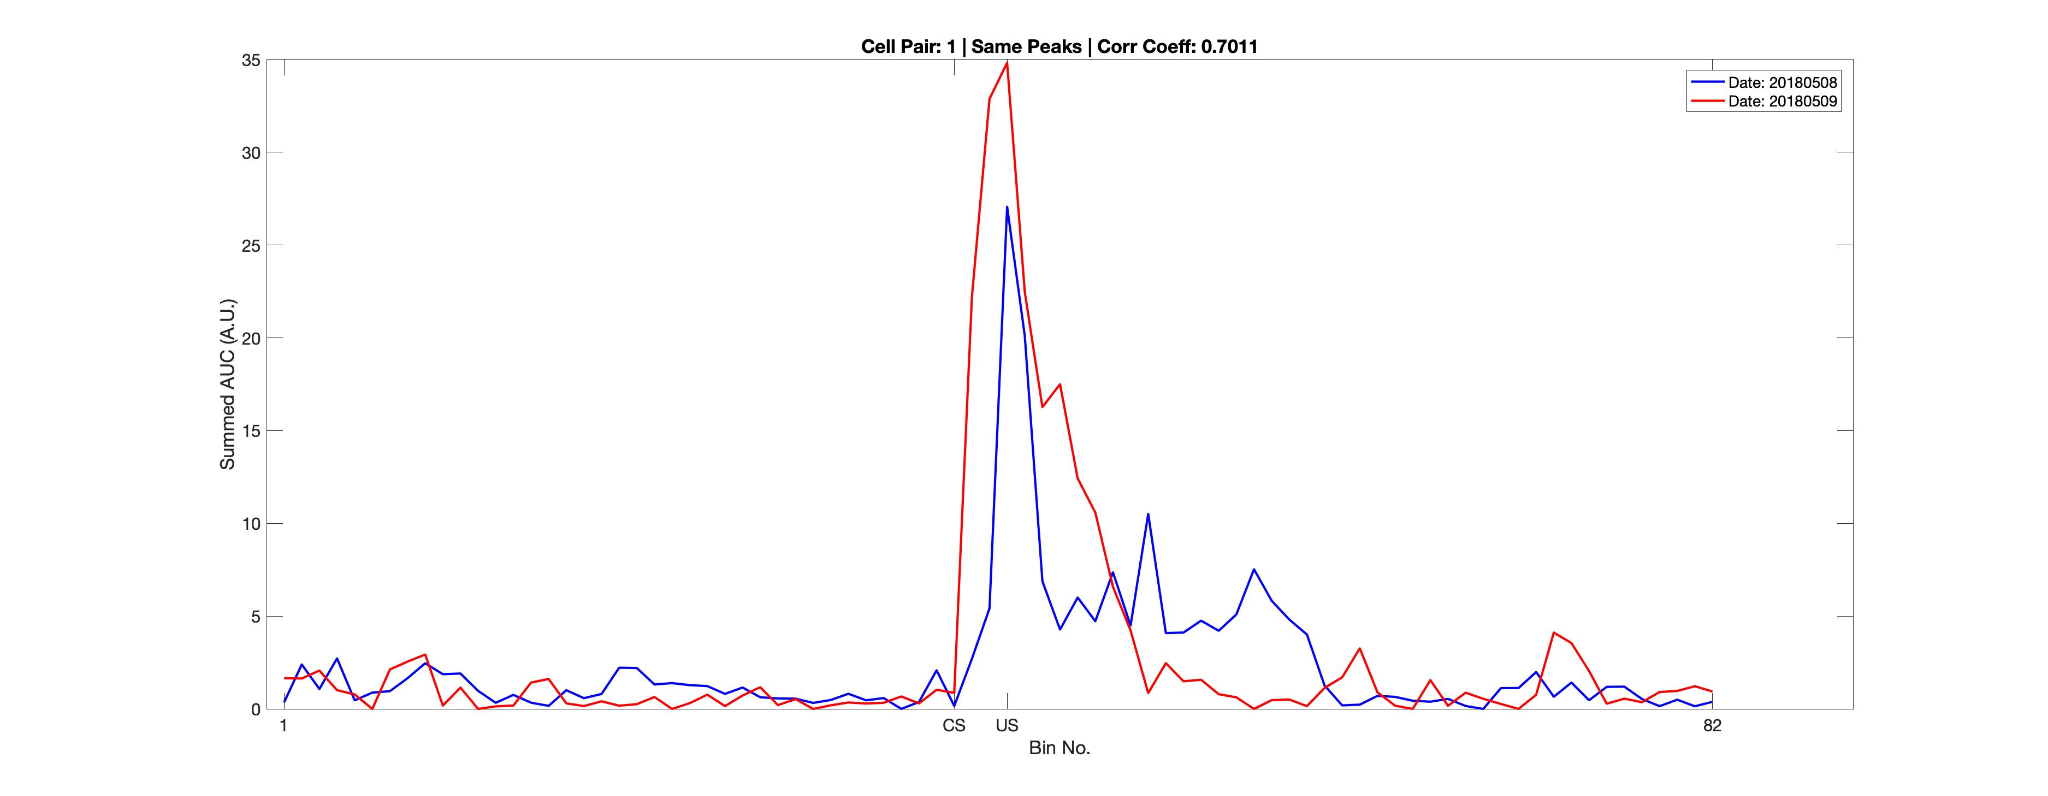 Cell Pair: 1 | Same Peaks | Corr Coeff: 0.7011
Date: 20180508
Date: 20180509
35
30
25
20
15
10
5
0
Summed AUC (A.U.)
1
CS
US
82
Bin No.